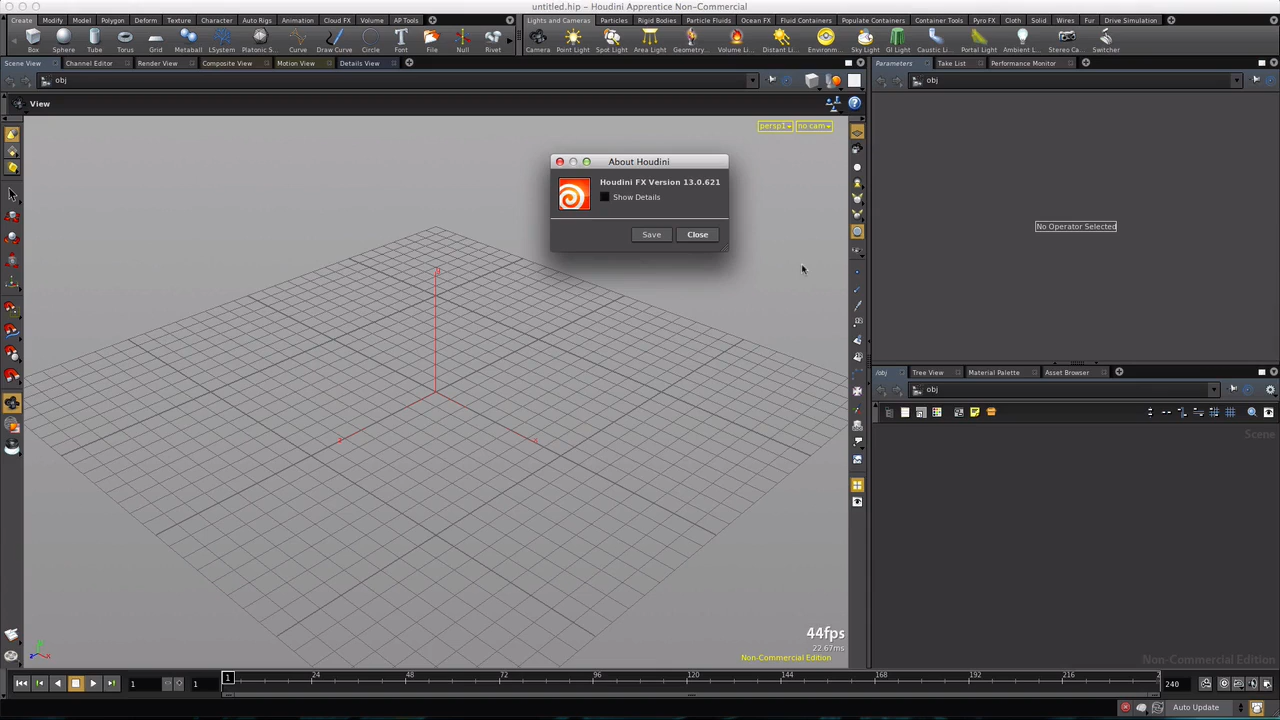 untitled.hip – Houdini Apprentice Non-Commercial
Create Modify Model Polygon Deform Texture Character Auto Rigs Animation Cloud FX Volume AP Tools
Lights and Cameras Particles Rigid Bodies Particle Fluids Ocean FX Fluid Containers Populate Containers Container Tools Pyro FX Cloth Solid Wires Fur Drive Simulation
Box Sphere Tube Torus Grid Metaball LSystem Platonic S... Curve Draw Curve Circle Font File Null Rivet
Camera Point Light Spot Light Area Light Geometry... Volume Li... Distant Li... Environm... Sky Light GI Light Caustic Li... Portal Light Ambient L... Stereo Ca... Switcher
Scene View Channel Editor Render View Composite View Motion View Details View
Parameters Take List Performance Monitor
obj
obj
View
persp1 no cam
About Houdini
Houdini FX Version 13.0.621
Show Details
Save Close
No Operator Selected
/obj Tree View Material Palette Asset Browser
obj
Scene
44fps
22.67ms
Non-Commercial Edition
Non-Commercial Edition
1 1 1 24 48 72 96 120 144 168 192 216 2 240
Auto Update